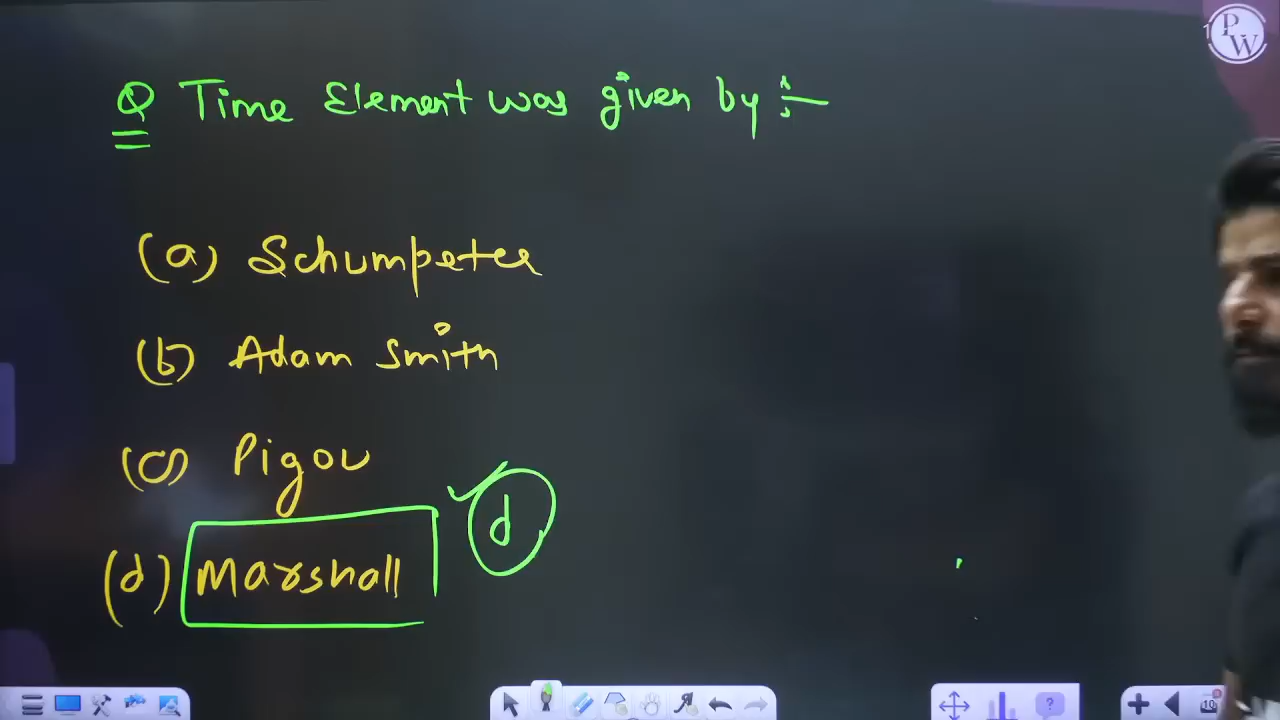 PW
Q Time Element was given by :-
(a) Schumpeter
(b) Adam Smith
(c) Pigou
(d) Marshall
d